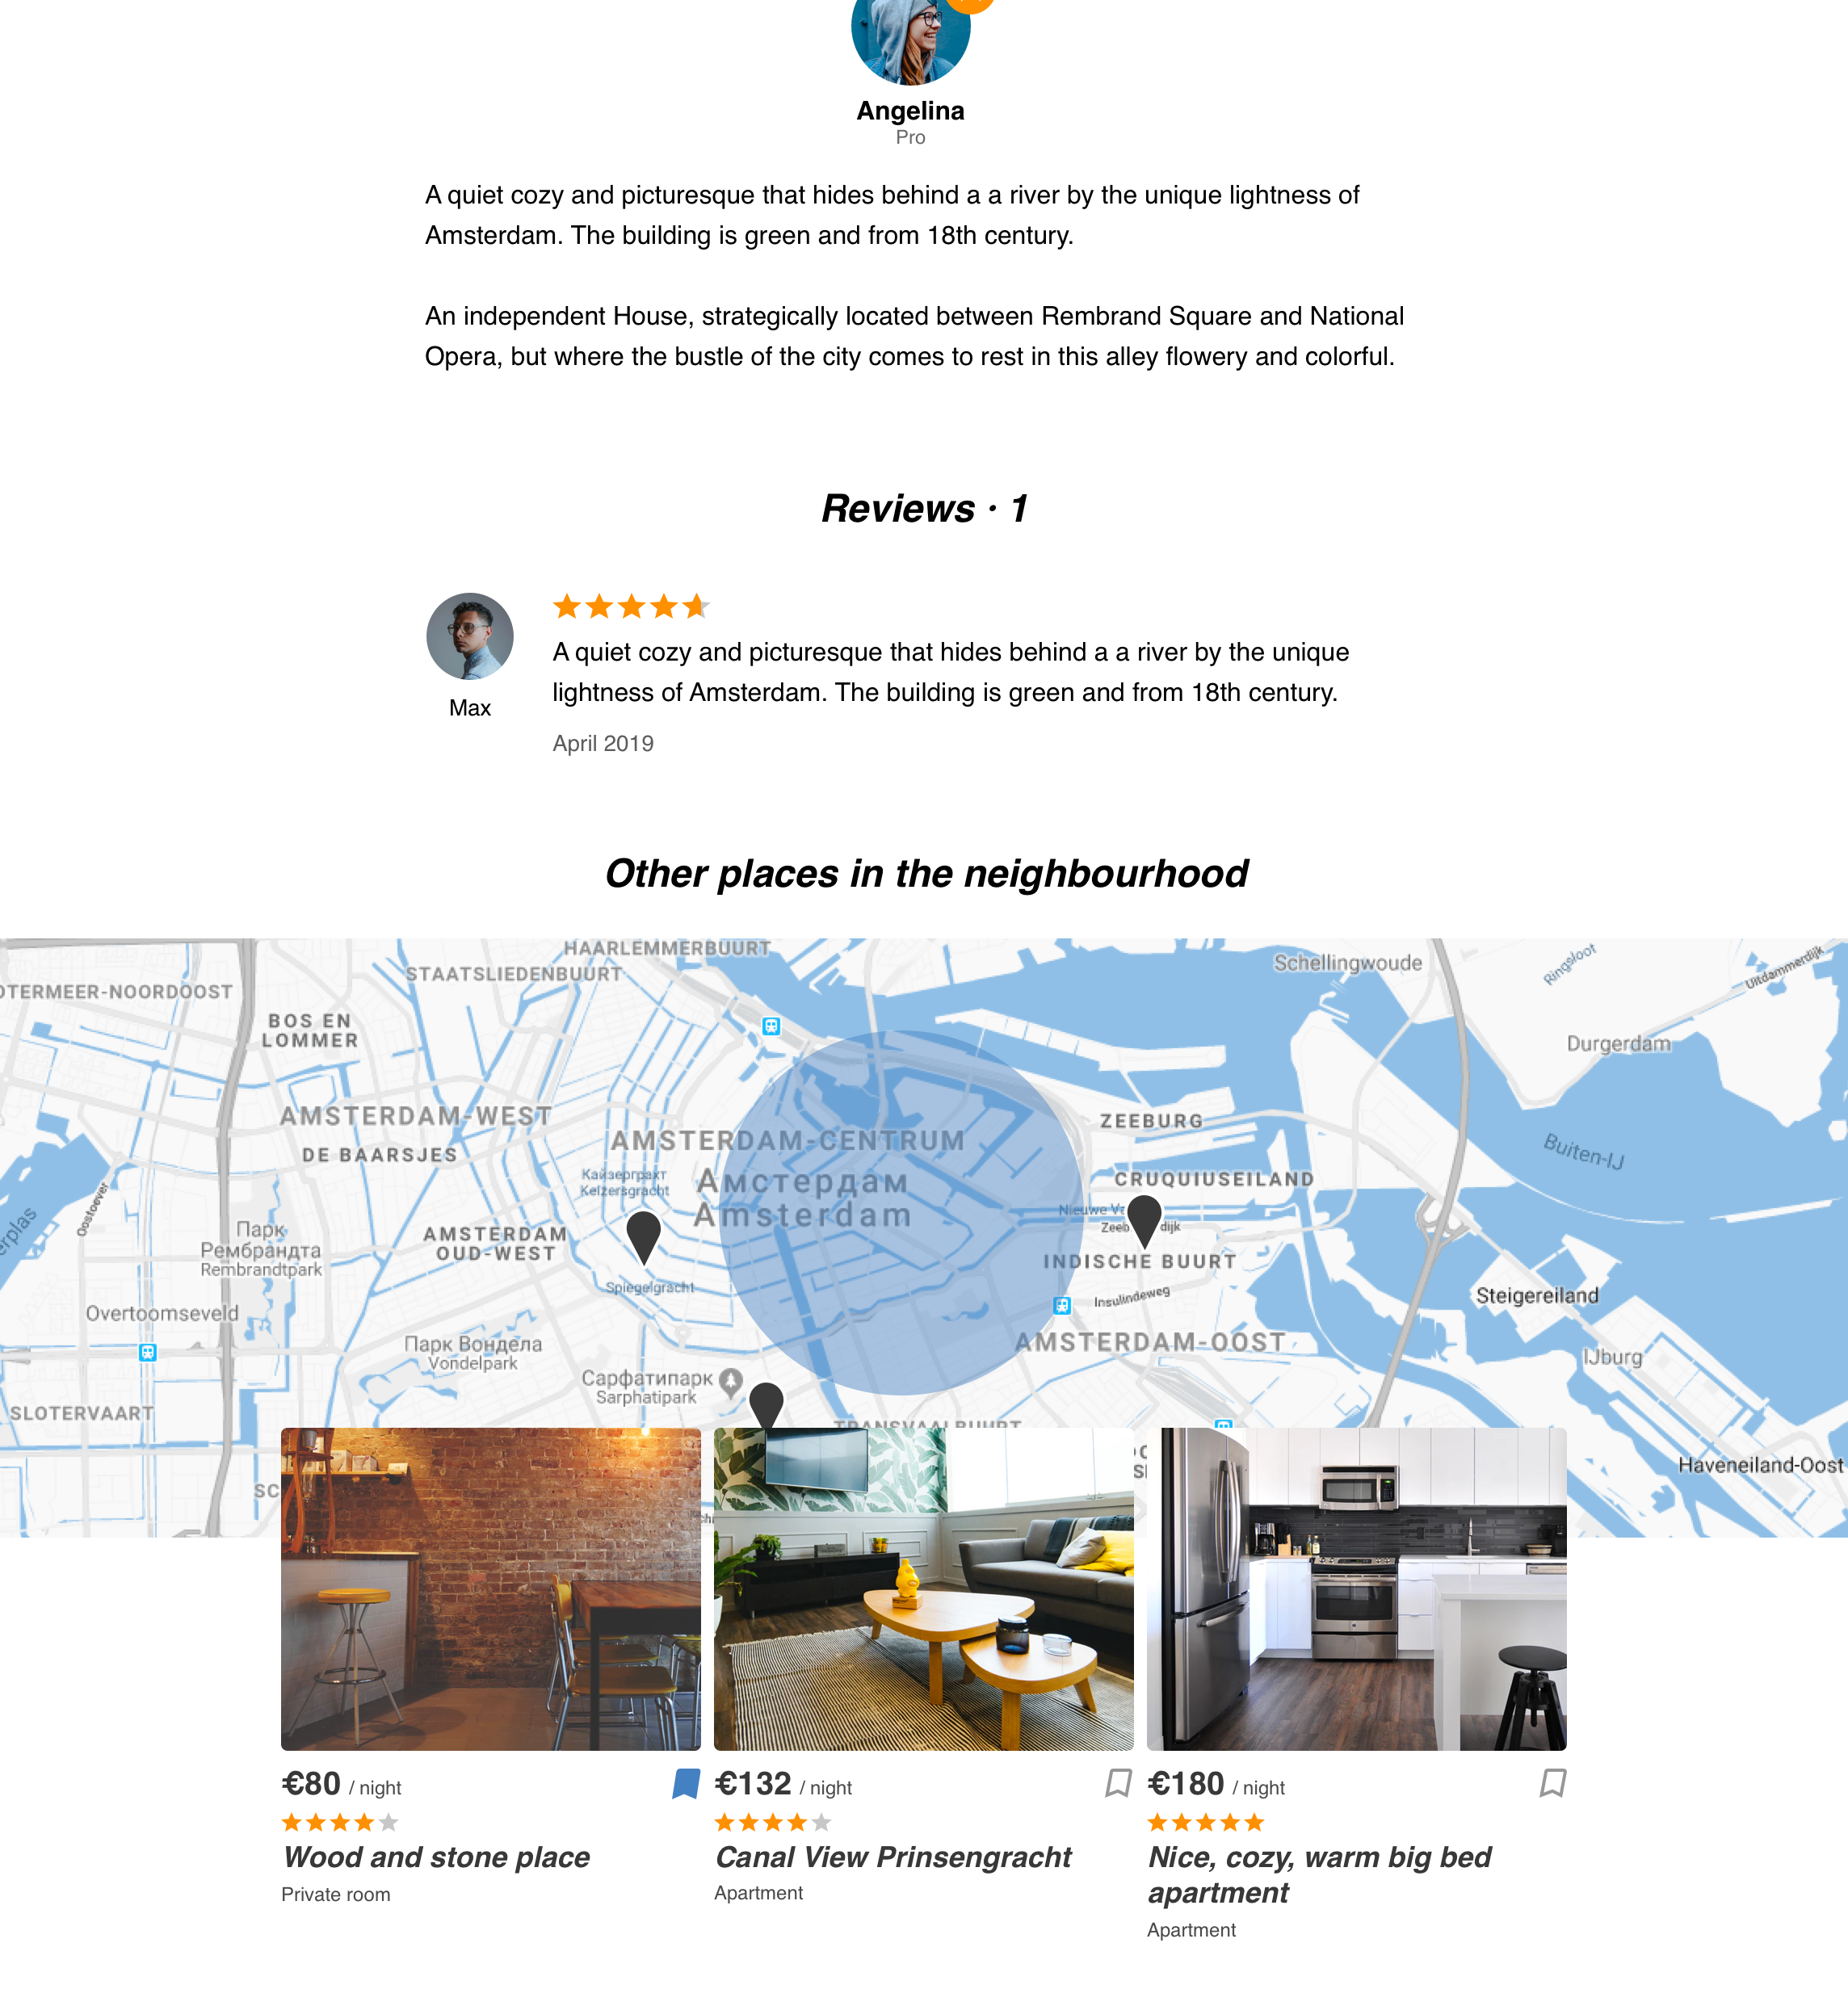 Angelina
Pro
A quiet cozy and picturesque that hides behind a a river by the unique lightness of
Amsterdam. The building is green and from 18th century.
An independent House, strategically located between Rembrand Square and National
Opera, but where the bustle of the city comes to rest in this alley flowery and colorful.
Reviews · 1
A quiet cozy and picturesque that hides behind a a river by the unique
lightness of Amsterdam. The building is green and from 18th century.
Max
April 2019
Other places in the neighbourhood
HAARLEMMERBUURT
STAATSLIEDENBUURT
Schellingwoude
Ringsloot
Uitdammerdijk
OTERMEER-NOORDOOST
BOS EN
LOMMER
Durgerdam
AMSTERDAM-WEST
ZEEBURG
DE BAARSJES
AMSTERDAM-CENTRUM
Buiten-IJ
Кайзерграхт
Keizersgracht
Амстердам
Amsterdam
CRUQUIUSEILAND
Oostoever
erplas
Nieuwe Va
Zeeb dijk
Парк
Рембрандта
Rembrandtpark
AMSTERDAM
OUD-WEST
INDISCHE BUURT
Spiegelgracht
Insulindeweg
Steigereiland
Overtoomseveld
Парк Вондела
Vondelpark
AMSTERDAM-OOST
IJburg
Сарфатипарк
Sarphatipark
SLOTERVAART
TRANSVAALBUURT
Haveneiland-Oost
SC
€80 / night
Wood and stone place
Private room
€132 / night
Canal View Prinsengracht
Apartment
€180 / night
Nice, cozy, warm big bed
apartment
Apartment